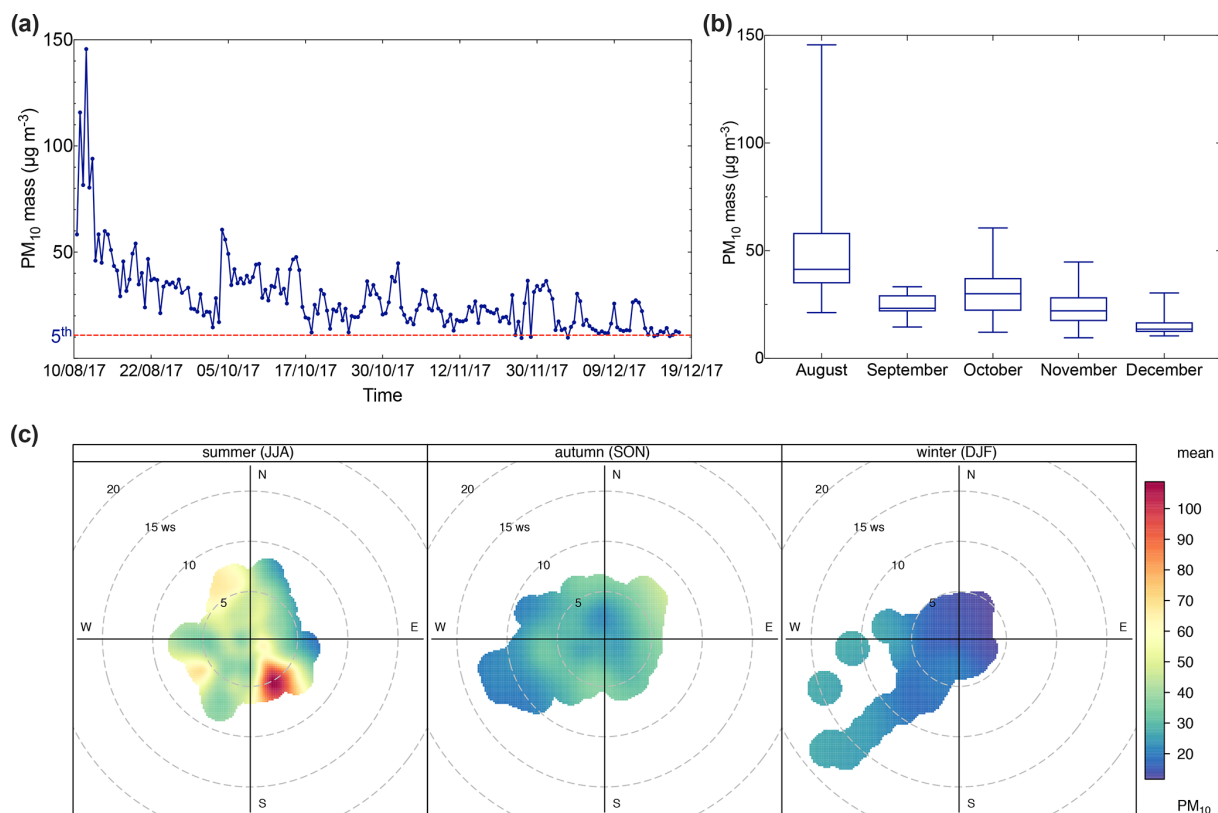 (a)
150
100
50
5th
PM10 mass (µg m-3)
10/08/17 22/08/17 05/10/17 17/10/17 30/10/17 12/11/17 30/11/17 09/12/17 19/12/17
Time
(b)
150
100
50
0
PM10 mass (µg m-3)
August September October November December
(c)
summer (JJA) autumn (SON) winter (DJF)
N
20
15 ws
10
5
W
E
S
N
20
15 ws
10
5
W
E
S
N
20
15 ws
10
5
W
E
S
mean
100
90
80
70
60
50
40
30
20
PM10